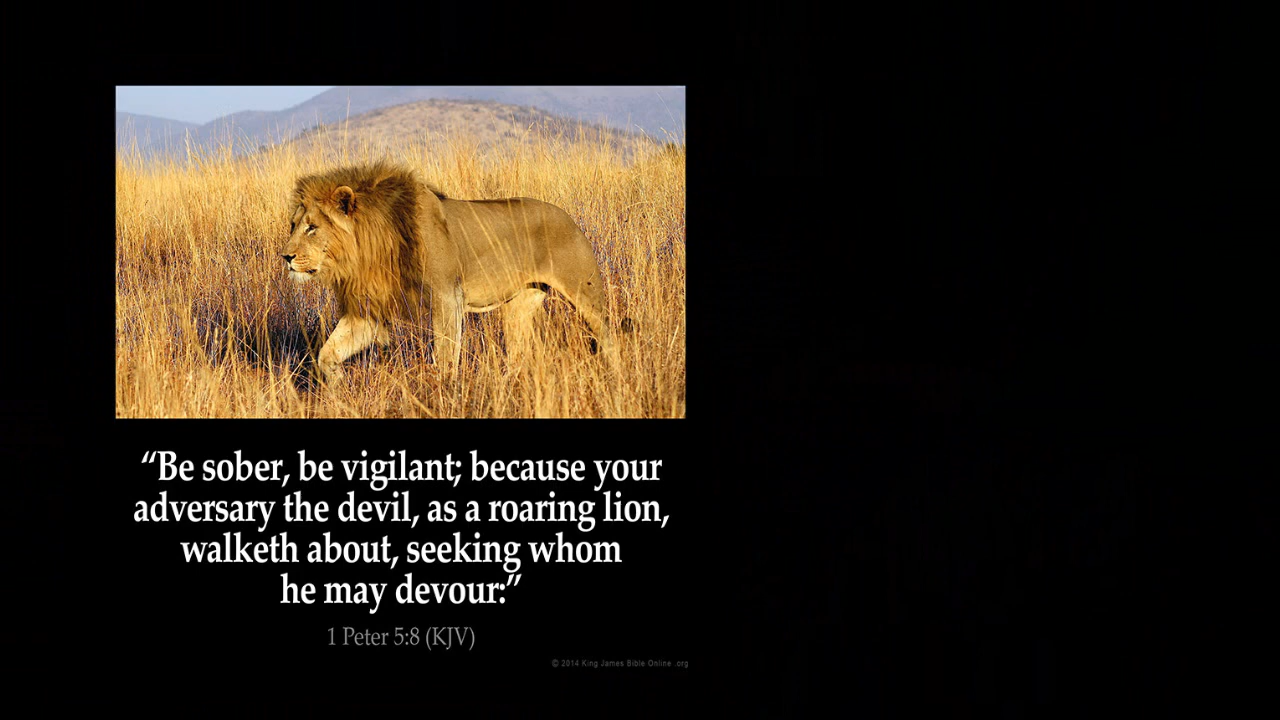 “Be sober, be vigilant; because your
adversary the devil, as a roaring lion,
walketh about, seeking whom
he may devour:”
1 Peter 5:8 (KJV)
© 2014 King James Bible Online .org